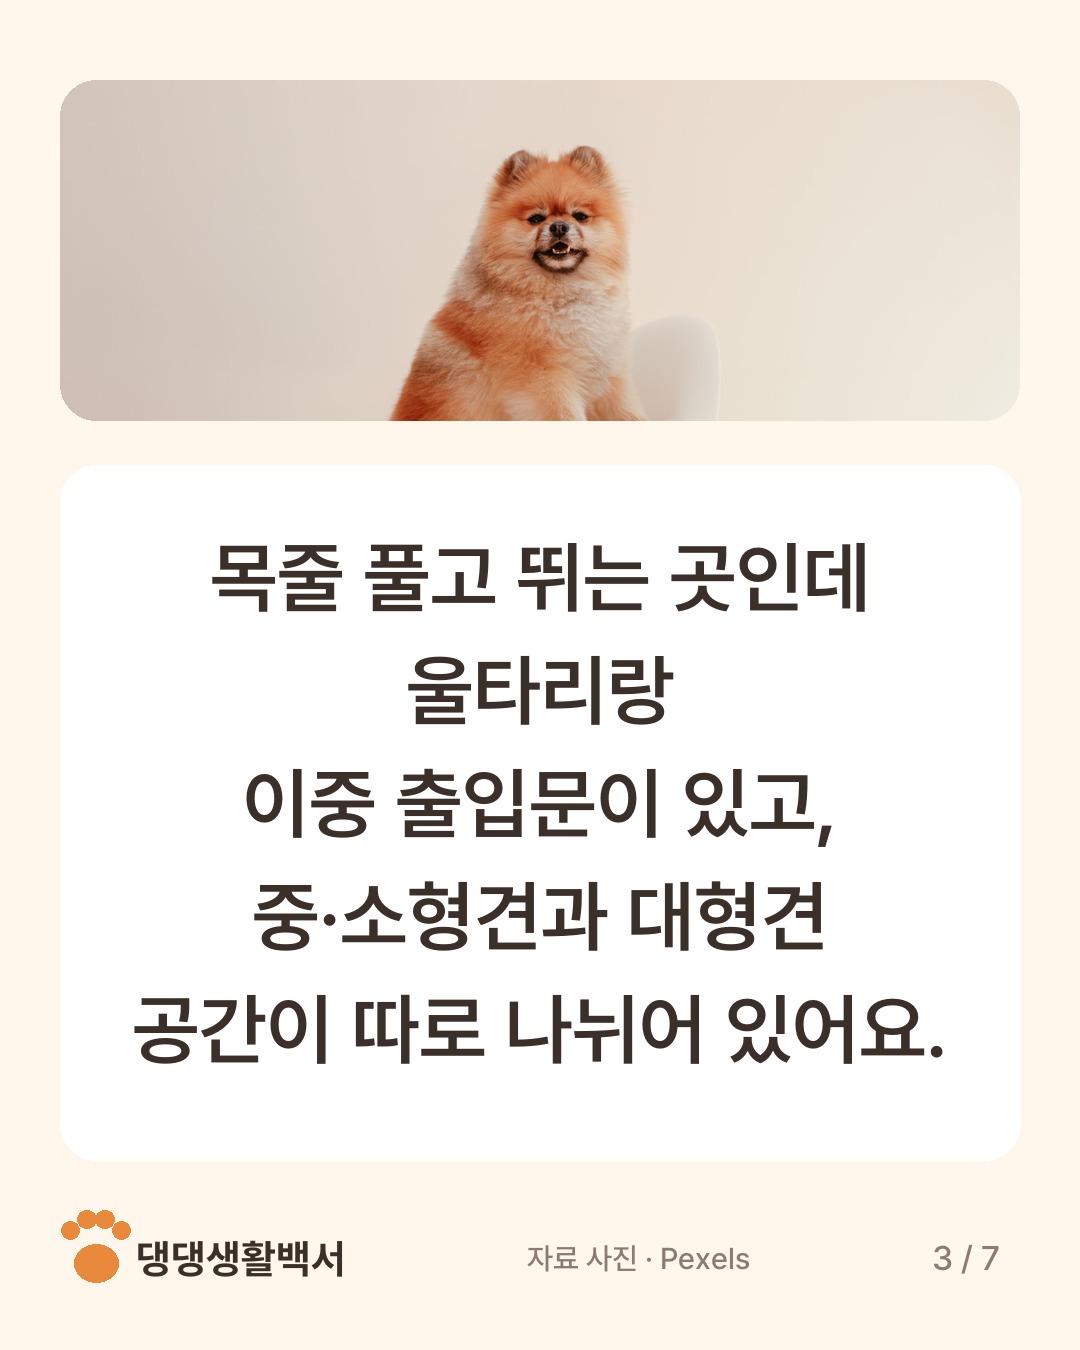 목줄 풀고 뛰는 곳인데
울타리랑
이중 출입문이 있고,
중·소형견과 대형견
공간이 따로 나뉘어 있어요.
댕댕생활백서
자료 사진 · Pexels
3 / 7